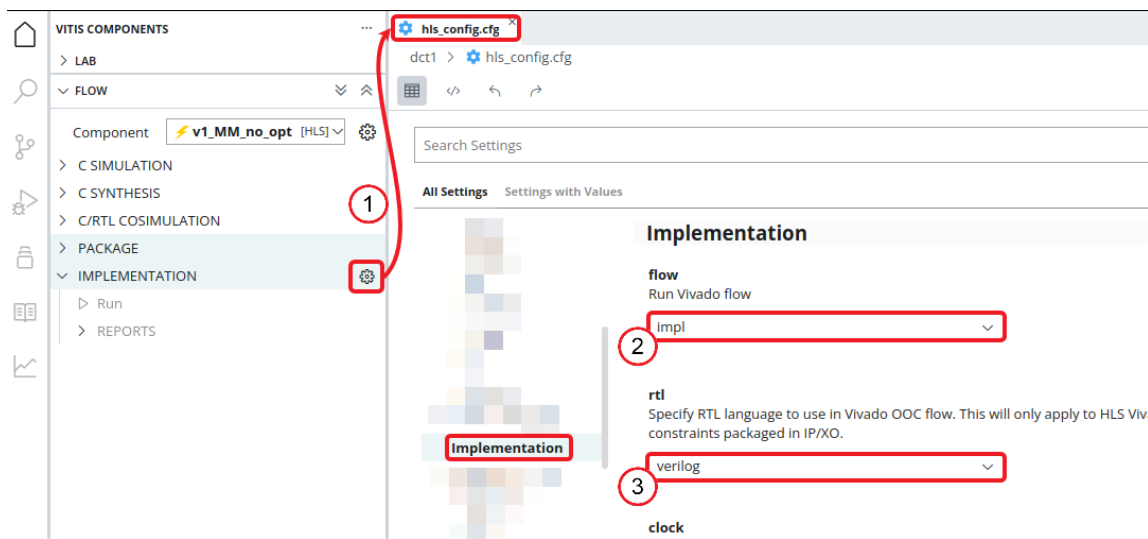 VITIS COMPONENTS ...
> LAB
FLOW
Component v1_MM_no_opt [HLS]
> C SIMULATION
> C SYNTHESIS
> C/RTL COSIMULATION
> PACKAGE
IMPLEMENTATION
Run
> REPORTS
1
hls_config.cfg ×
dct1 > hls_config.cfg
</>
Search Settings
All Settings Settings with Values
Implementation
Implementation
flow
Run Vivado flow
impl
2
rtl
Specify RTL language to use in Vivado OOC flow. This will only apply to HLS Viv
constraints packaged in IP/XO.
verilog
3
clock